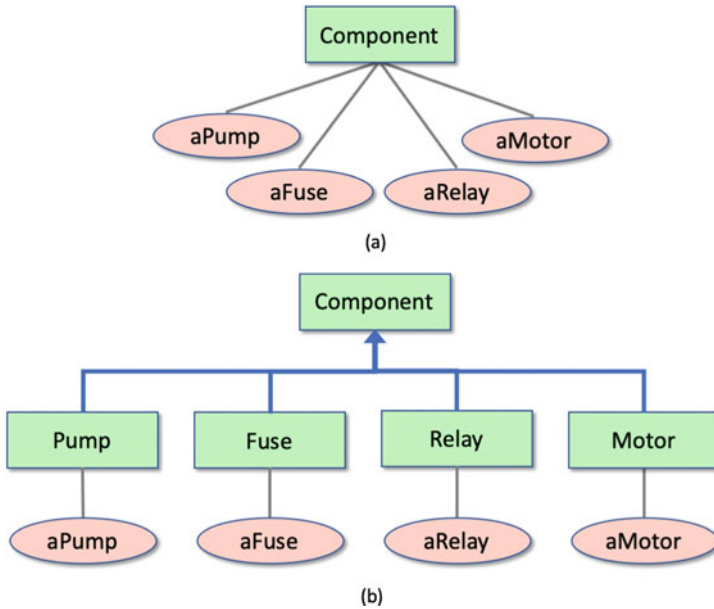 Component
aPump
aMotor
aFuse
aRelay
(a)
Component
Pump
Fuse
Relay
Motor
aPump
aFuse
aRelay
aMotor
(b)